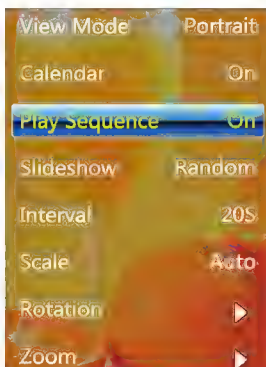 View Mode Portrait
Calendar On
Play Sequence On
Slideshow Random
Interval 20S
Scale Auto
Rotation
Zoom